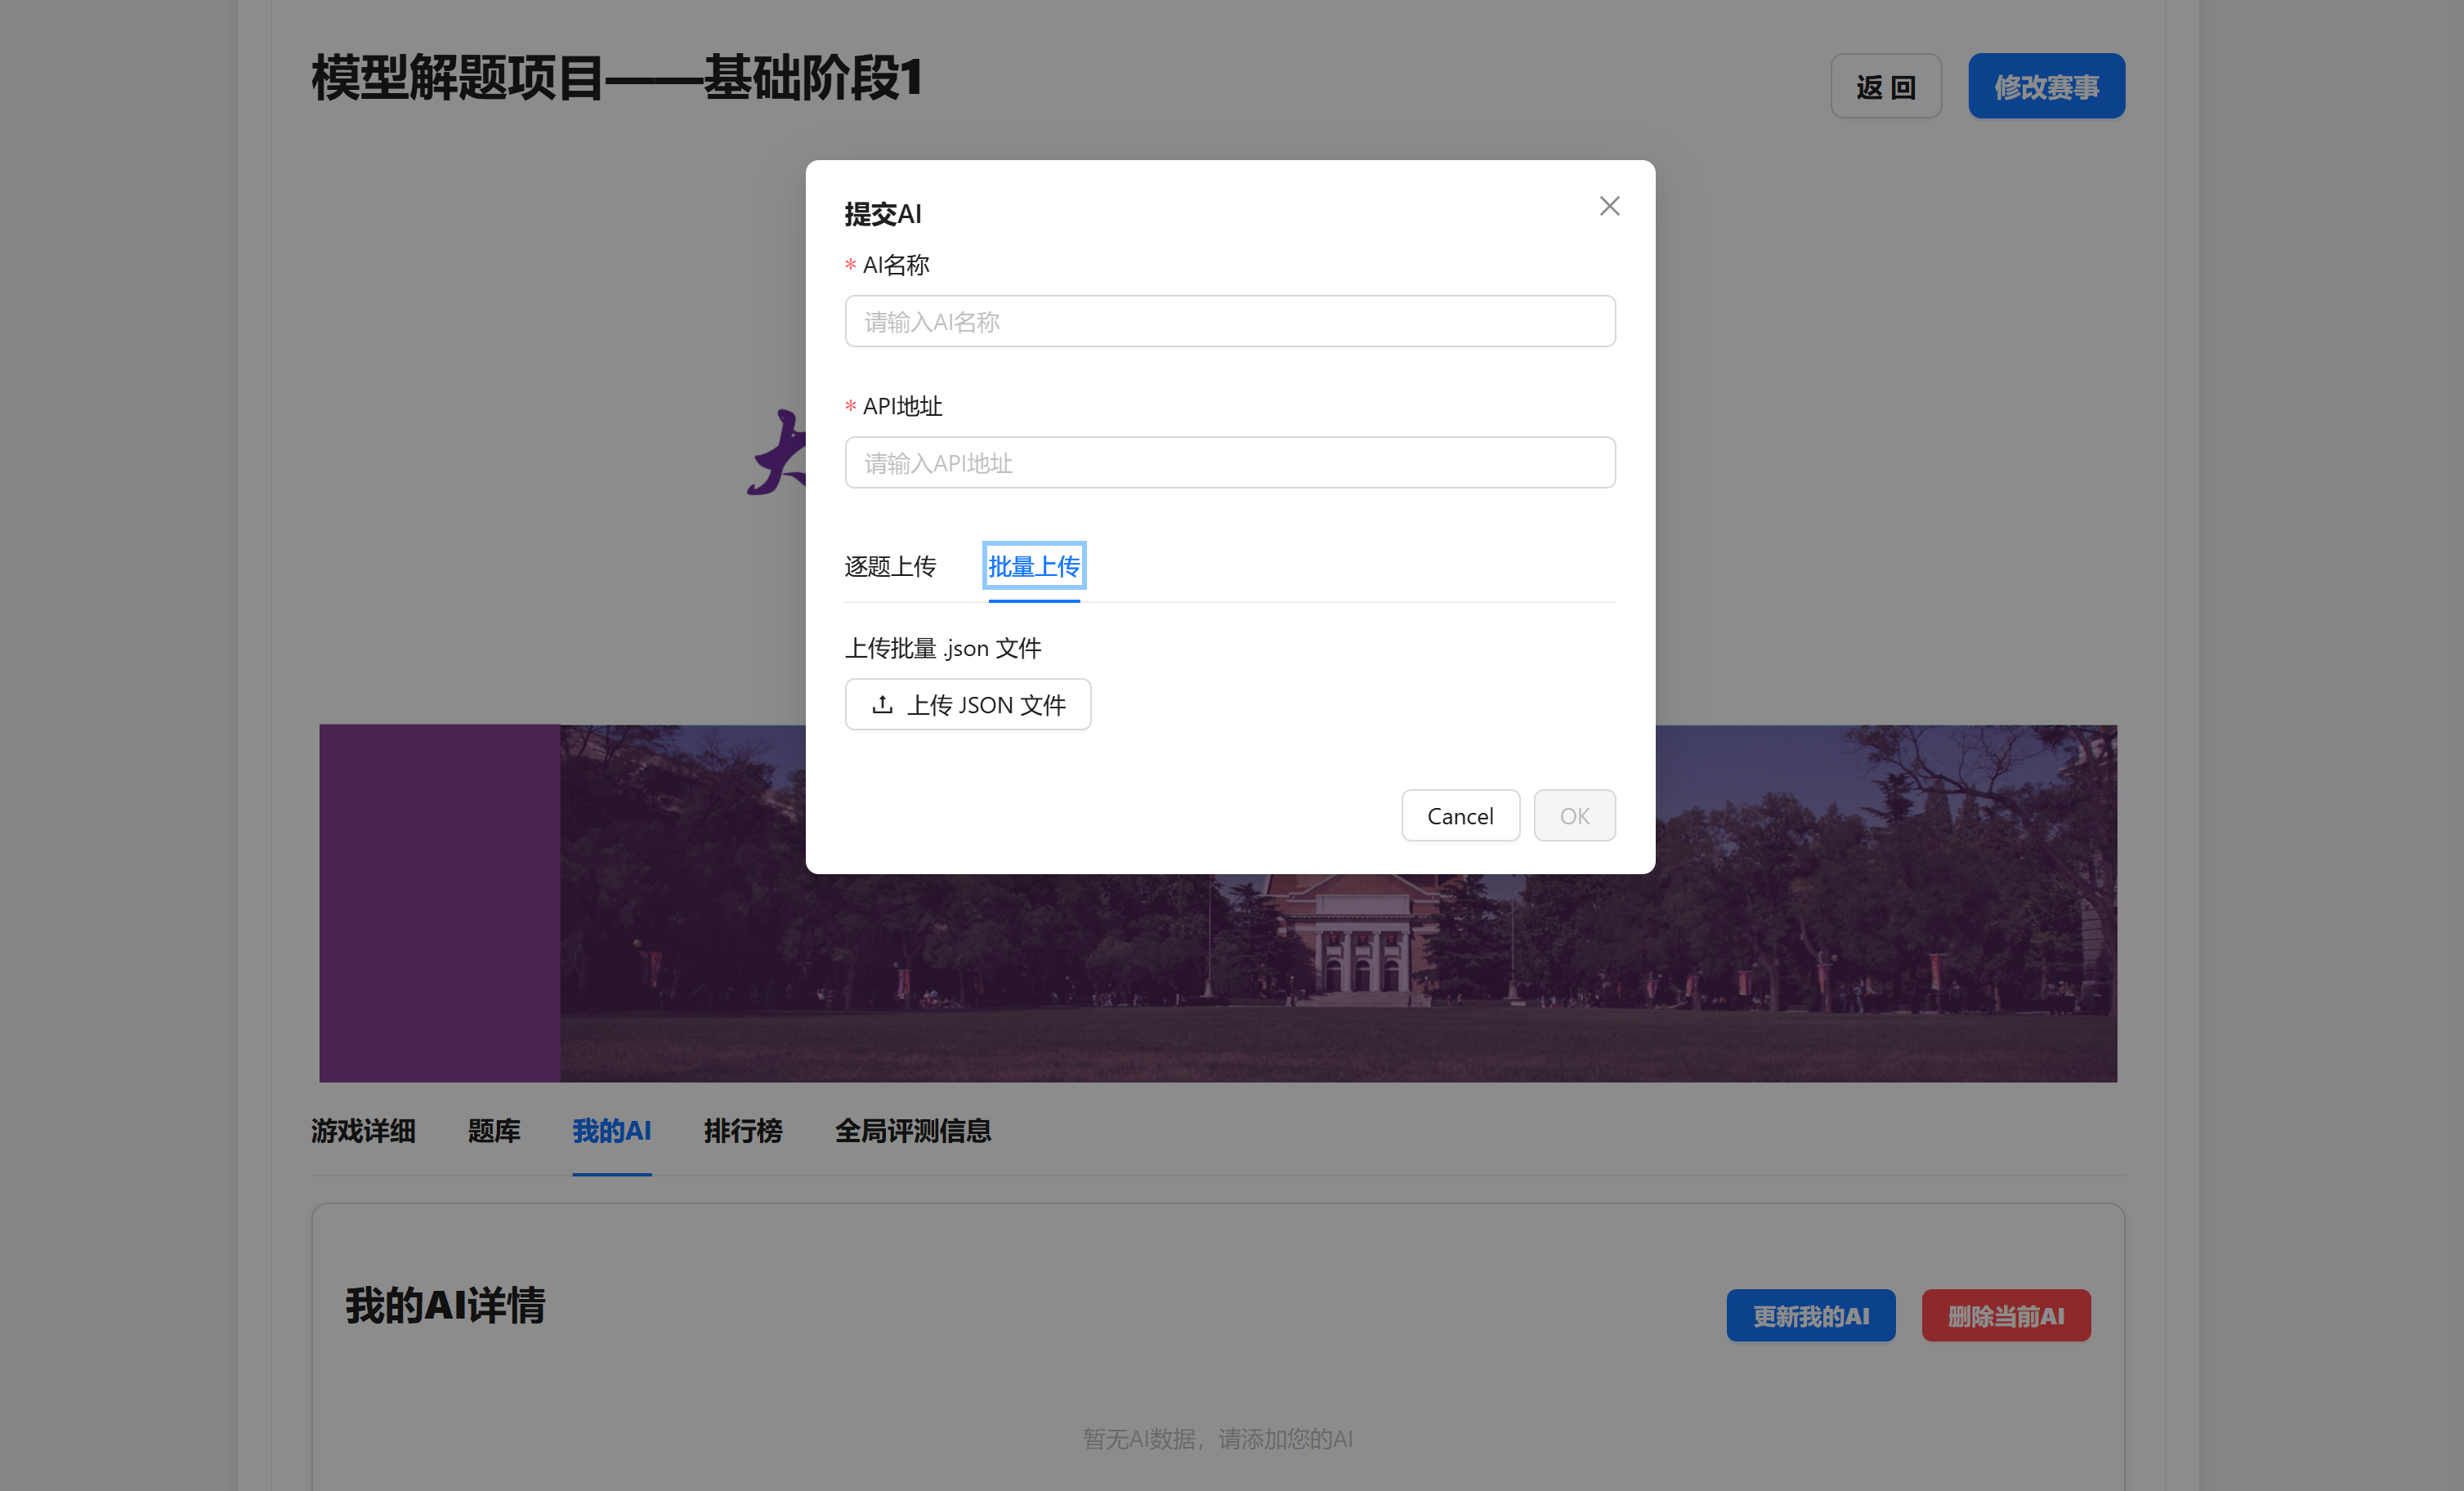 模型解题项目——基础阶段1
返 回
修改赛事
提交AI
* AI名称
请输入AI名称
* API地址
请输入API地址
逐题上传
批量上传
上传批量 .json 文件
上传 JSON 文件
Cancel
OK
游戏详细
题库
我的AI
排行榜
全局评测信息
我的AI详情
更新我的AI
删除当前AI
暂无AI数据，请添加您的AI